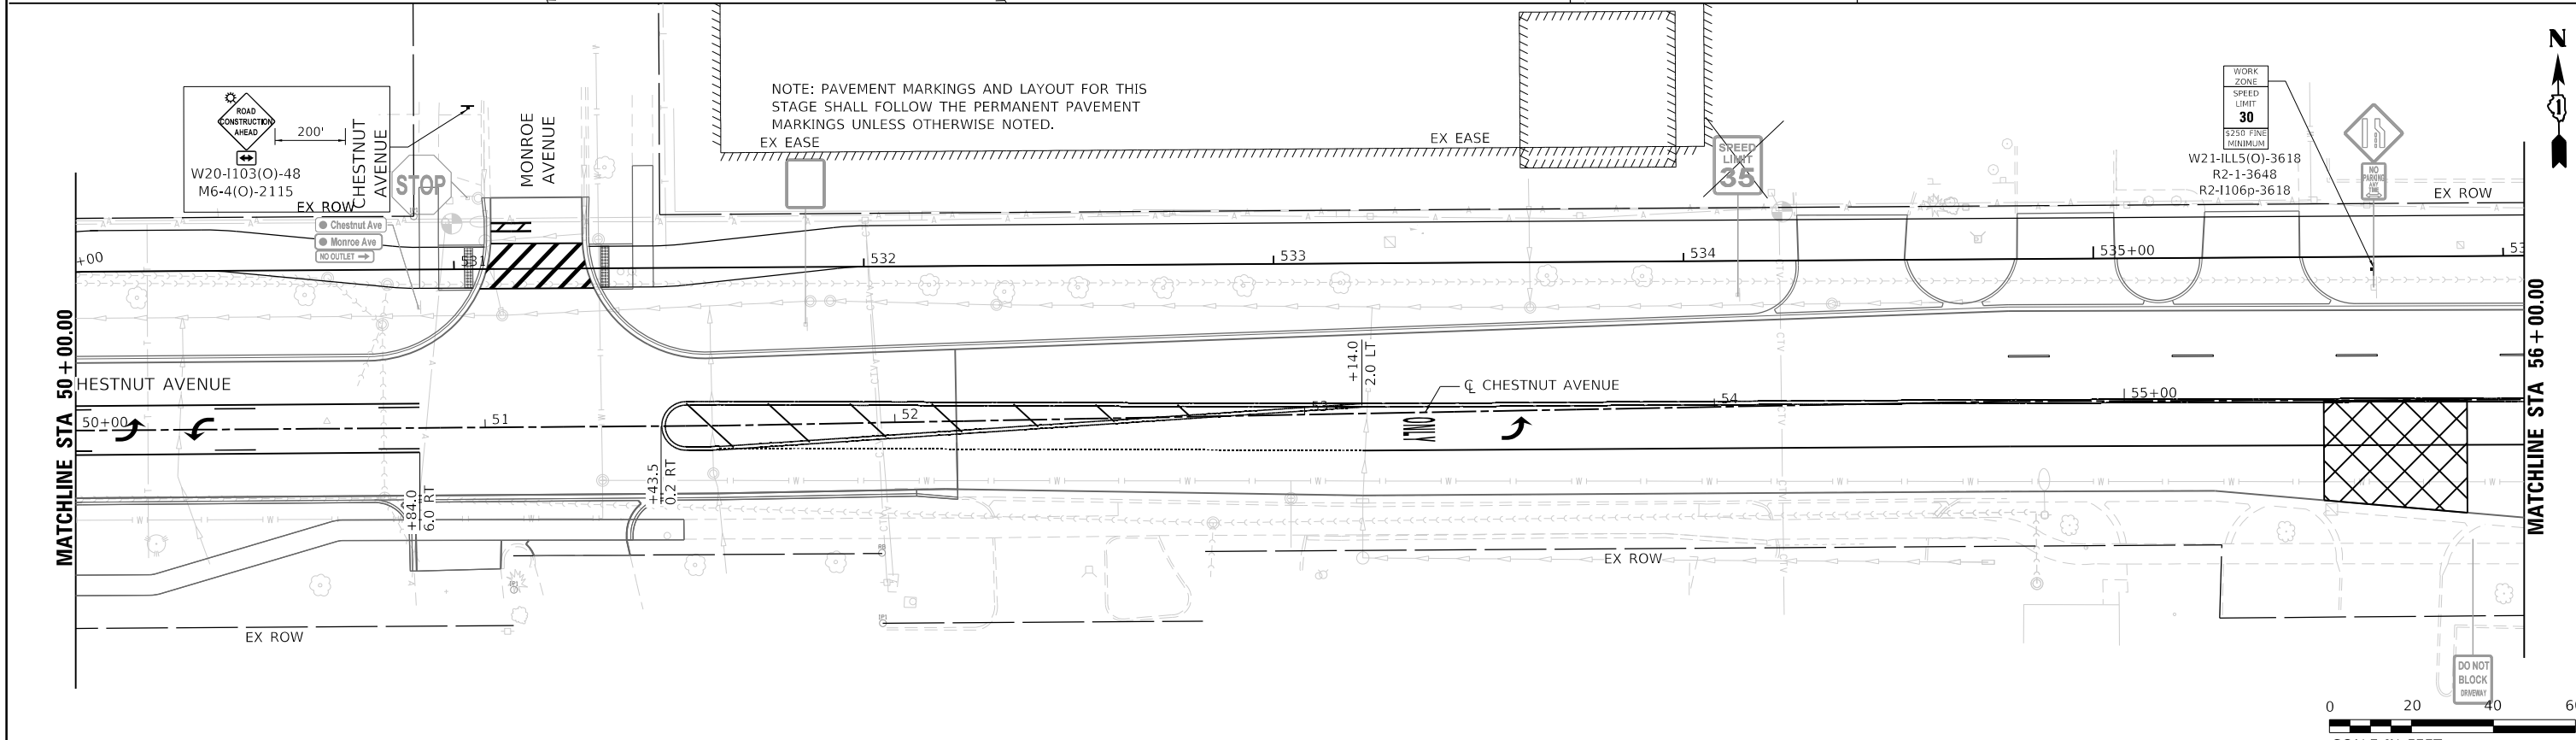 NOTE: PAVEMENT MARKINGS AND LAYOUT FOR THIS
STAGE SHALL FOLLOW THE PERMANENT PAVEMENT
MARKINGS UNLESS OTHERWISE NOTED.
EX EASE
EX EASE
ROAD
CONSTRUCTION
AHEAD
200'
W20-I103(O)-48
M6-4(O)-2115
CHESTNUT
AVENUE
MONROE
AVENUE
STOP
EX ROW
Chestnut Ave
Monroe Ave
NO OUTLET
SPEED
LIMIT
35
WORK
ZONE
SPEED
LIMIT
30
$250 FINE
MINIMUM
W21-ILL5(O)-3618
R2-1-3648
R2-I106p-3618
NO
PARKING
ANY
TIME
EX ROW
N
1
+00
531
532
533
534
535+00
53
MATCHLINE STA 50+00.00
MATCHLINE STA 56+00.00
HESTNUT AVENUE
+14.0
2.0 LT
℄ CHESTNUT AVENUE
50+00
51
52
53
54
55+00
ONLY
+84.0
6.0 RT
+43.5
0.2 RT
EX ROW
EX ROW
DO NOT
BLOCK
DRIVEWAY
0 20 40 60